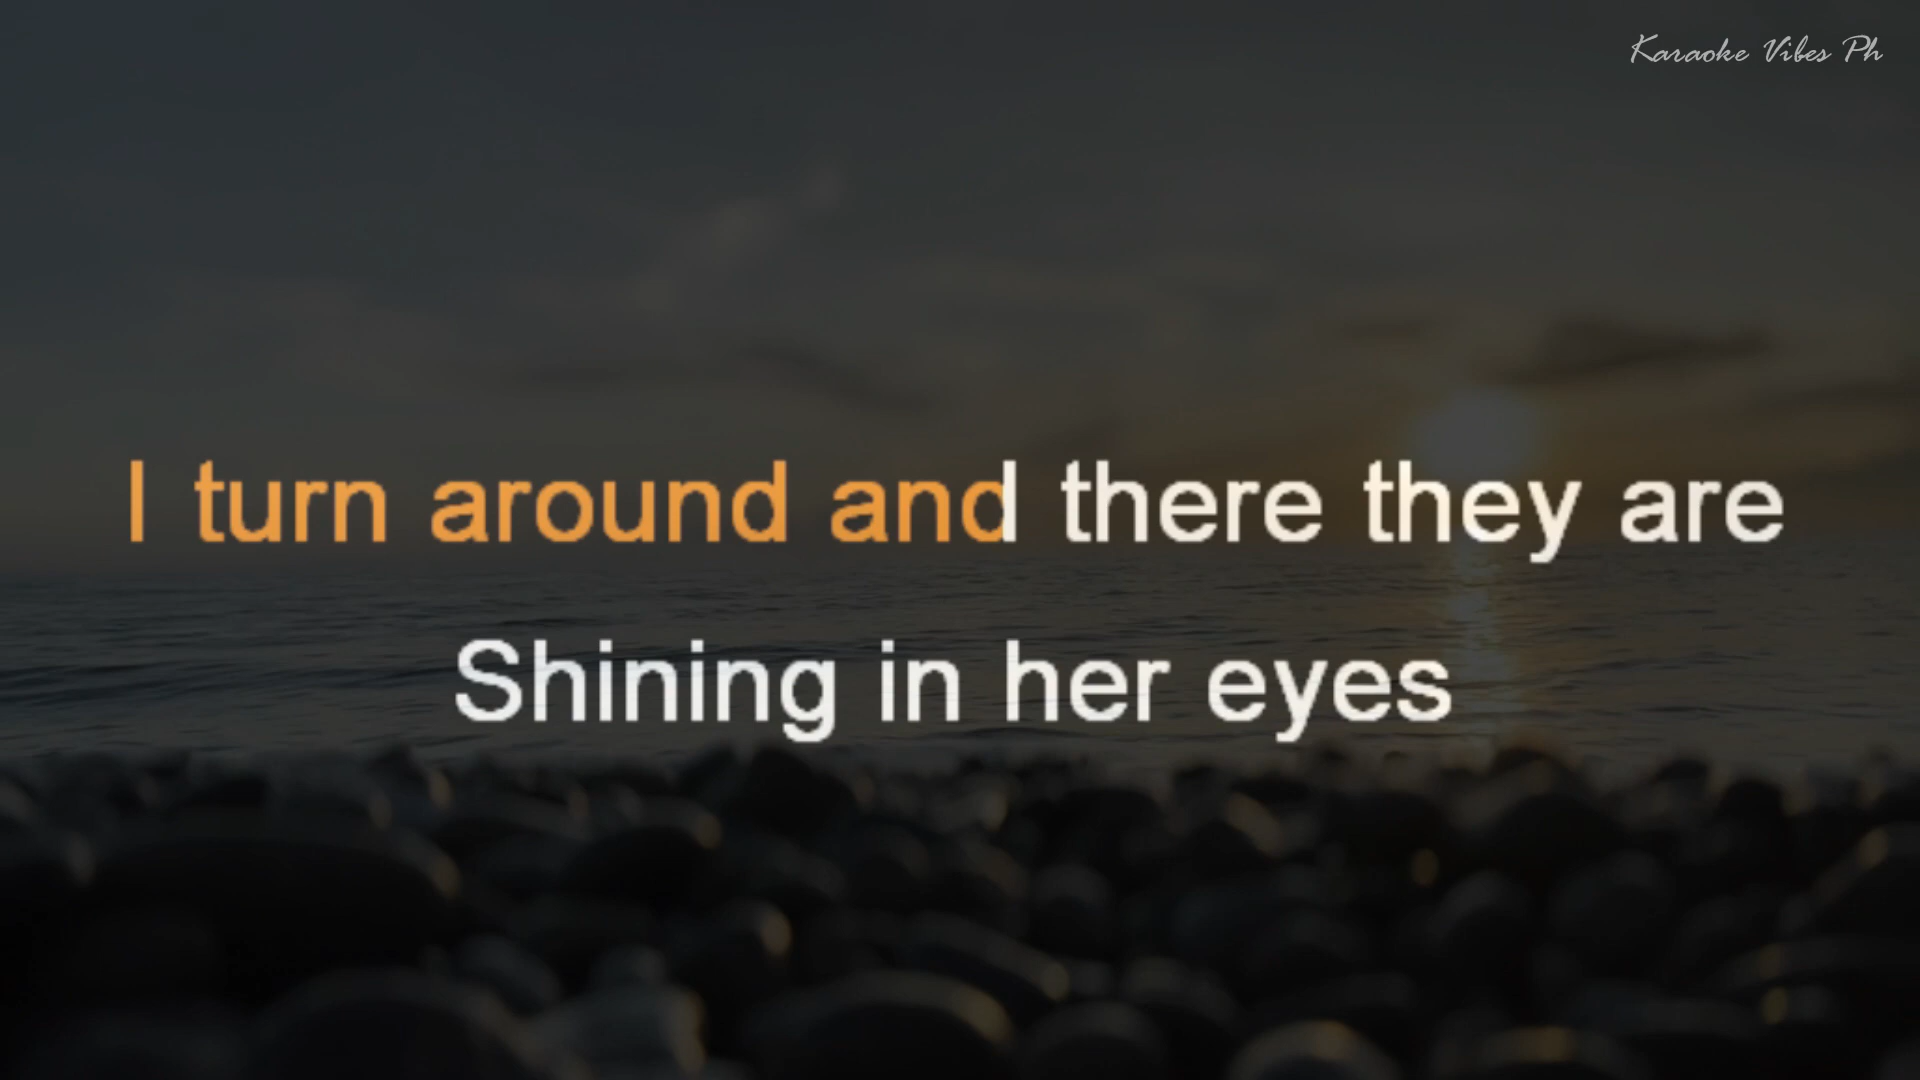 Karaoke Vibes Ph
I turn around and there they are
Shining in her eyes